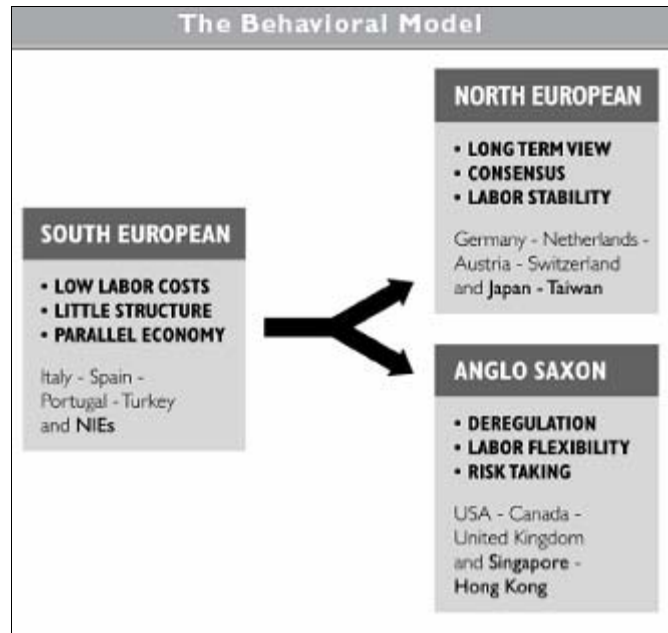 The Behavioral Model
SOUTH EUROPEAN
• LOW LABOR COSTS
• LITTLE STRUCTURE
• PARALLEL ECONOMY
Italy - Spain -
Portugal - Turkey
and NIEs
NORTH EUROPEAN
• LONG TERM VIEW
• CONSENSUS
• LABOR STABILITY
Germany - Netherlands -
Austria - Switzerland
and Japan - Taiwan
ANGLO SAXON
• DEREGULATION
• LABOR FLEXIBILITY
• RISK TAKING
USA - Canada -
United Kingdom
and Singapore -
Hong Kong